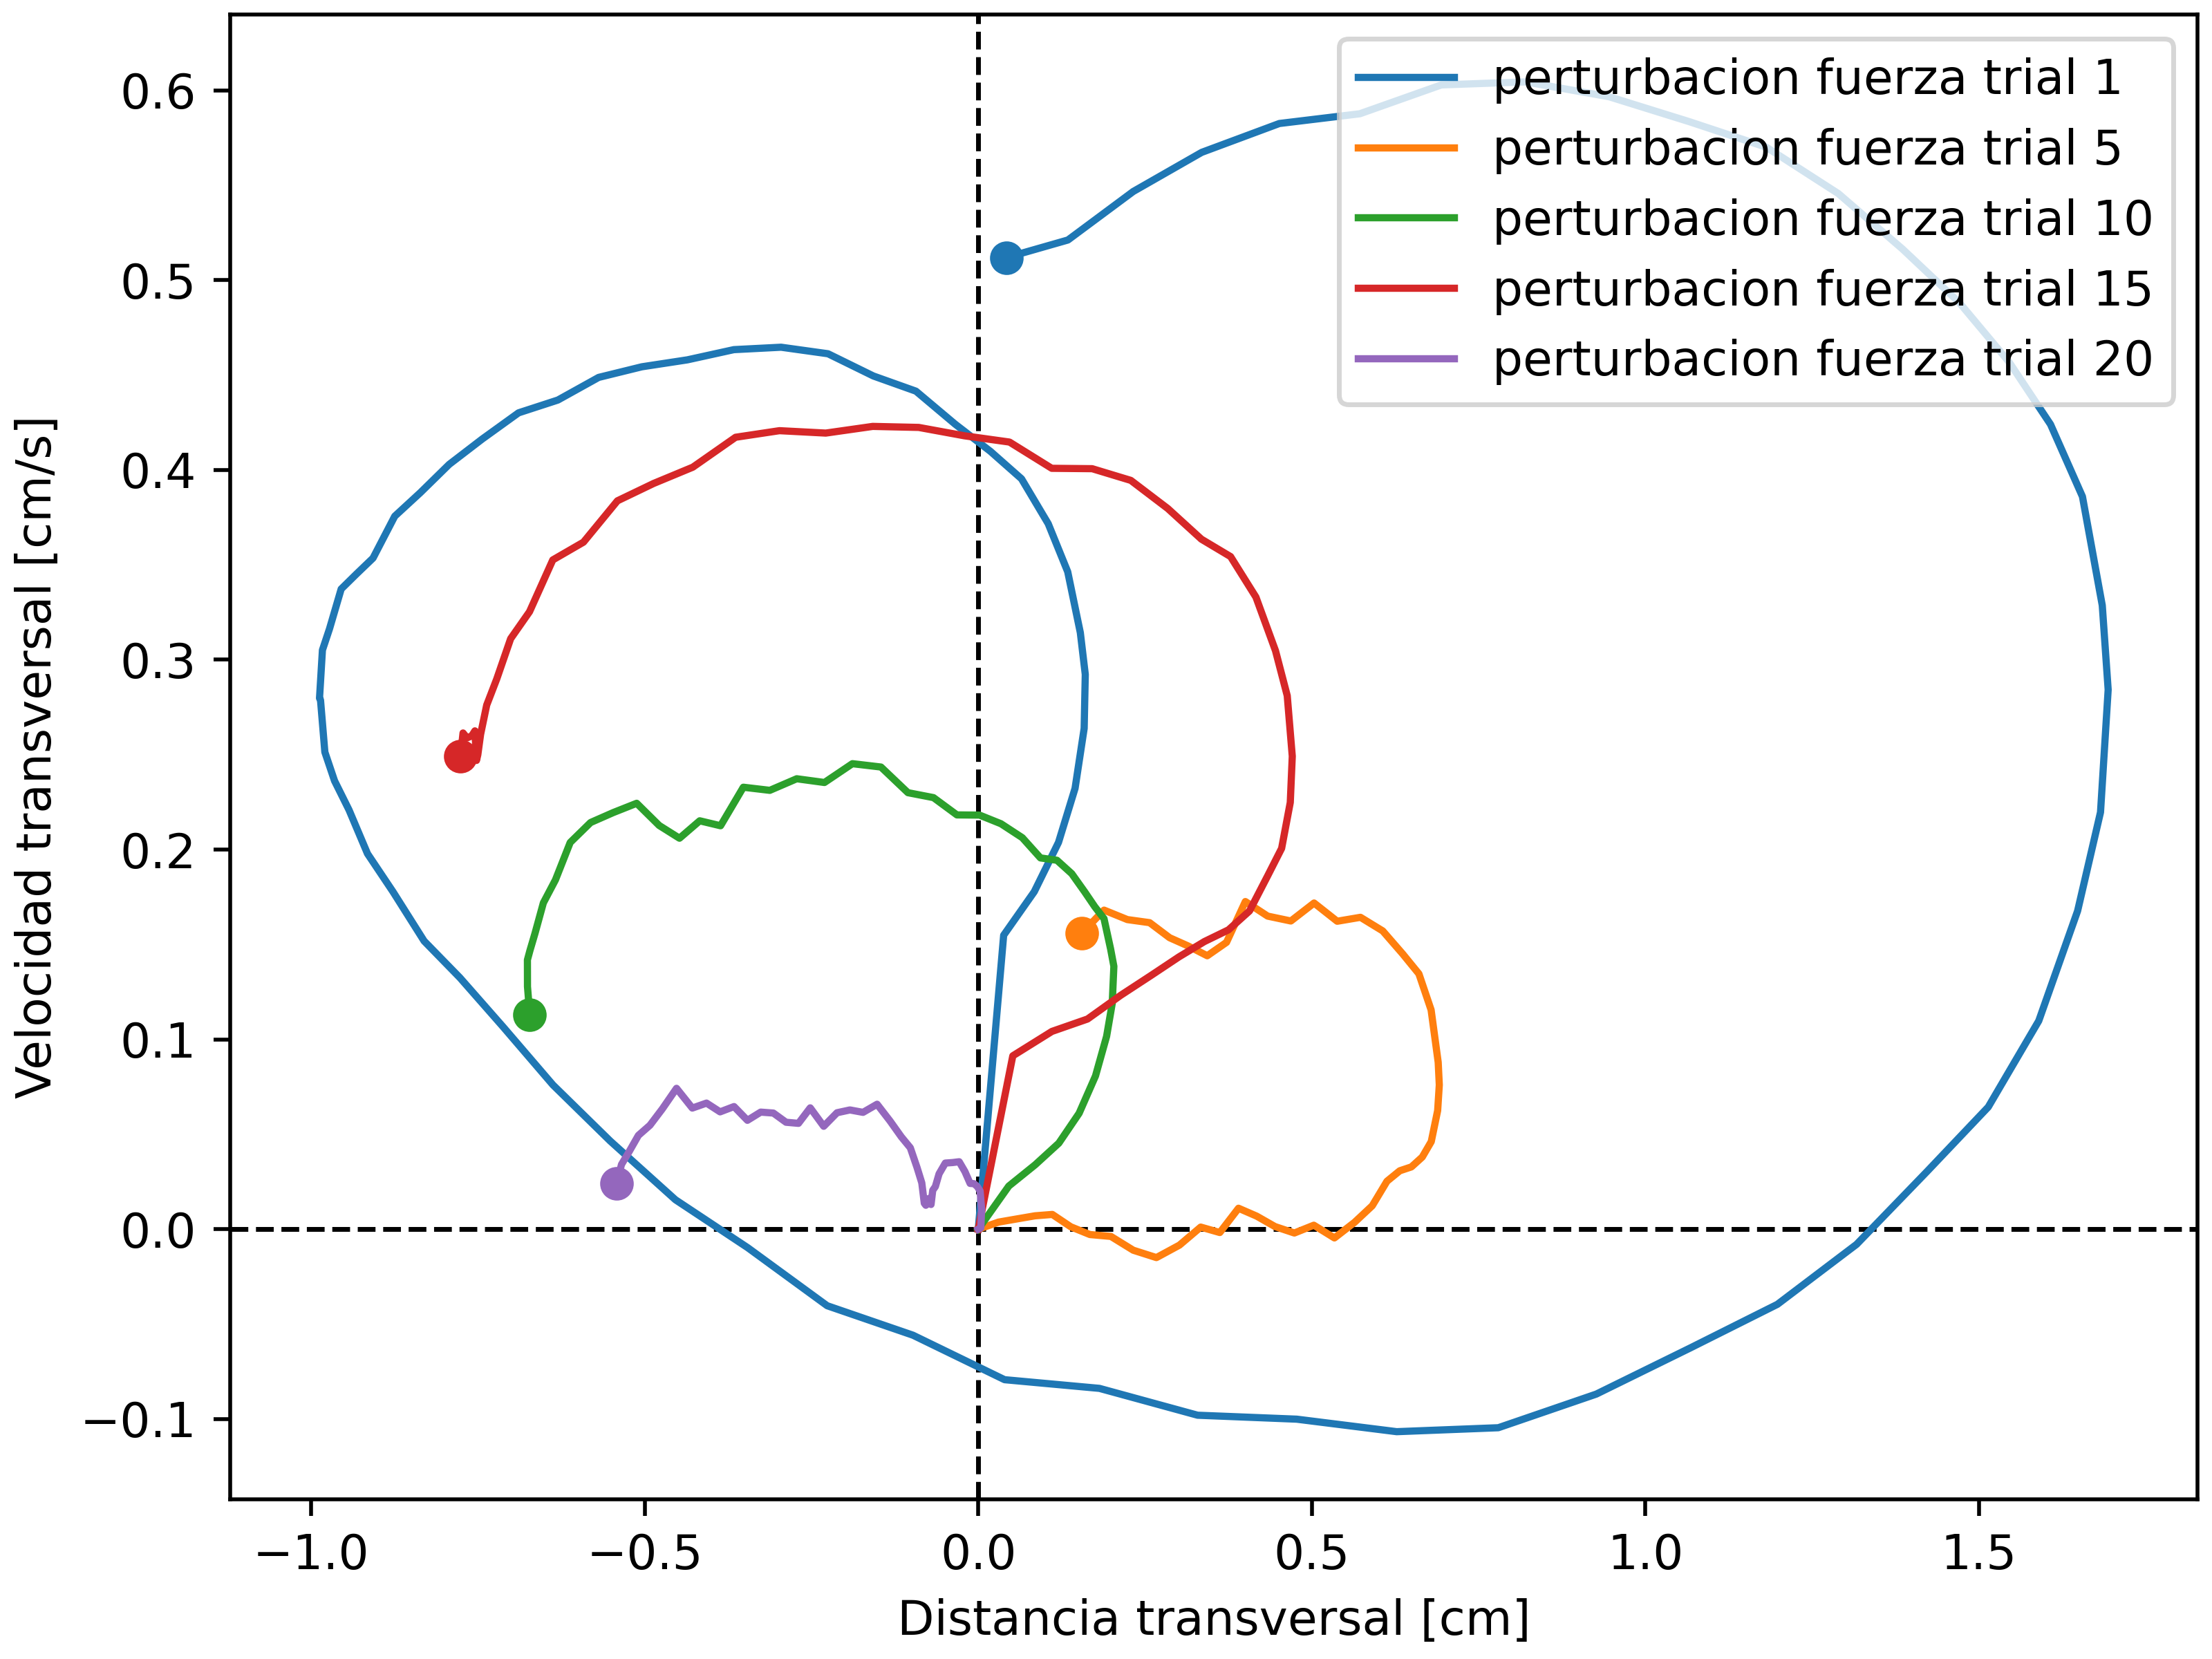 perturbacion fuerza trial 1
perturbacion fuerza trial 5
perturbacion fuerza trial 10
perturbacion fuerza trial 15
perturbacion fuerza trial 20
Velocidad transversal [cm/s]
0.6
0.5
0.4
0.3
0.2
0.1
0.0
−0.1
−1.0 −0.5 0.0 0.5 1.0 1.5
Distancia transversal [cm]